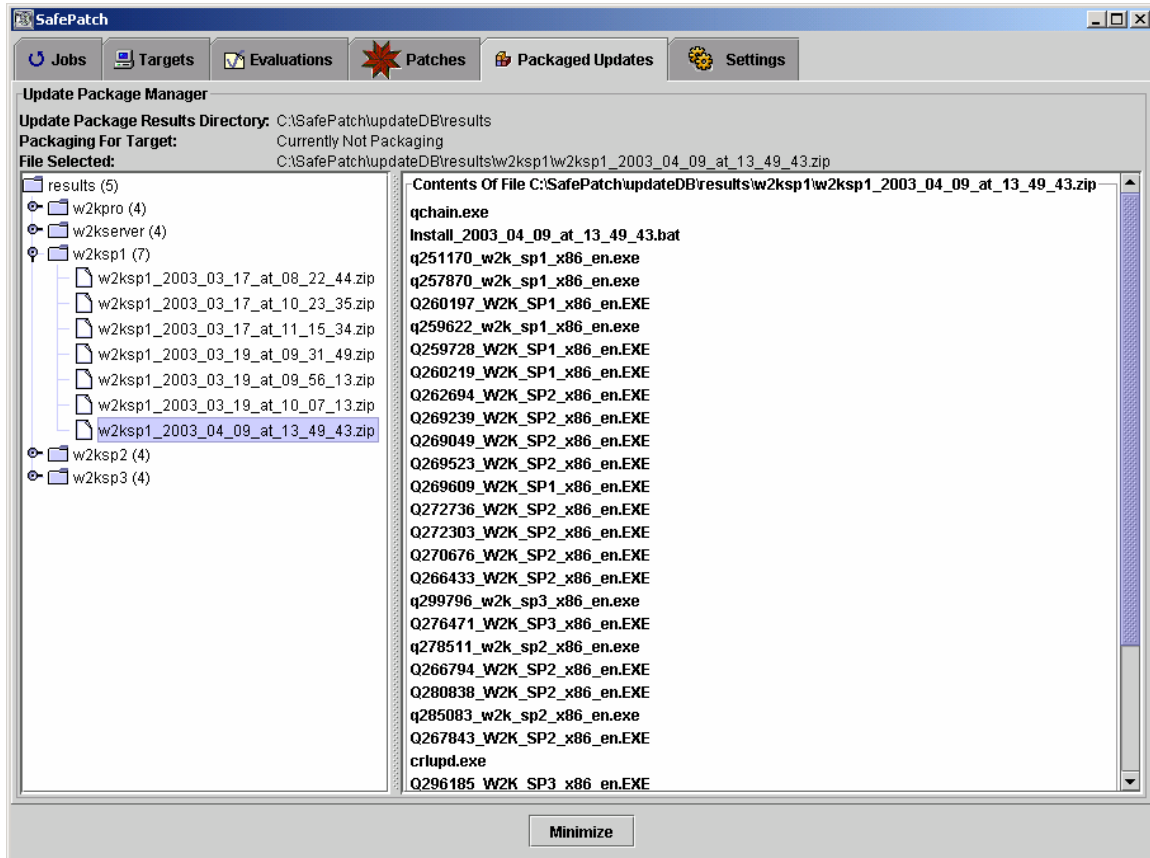 SafePatch
Jobs Targets Evaluations Patches Packaged Updates Settings
Update Package Manager
Update Package Results Directory: C:\SafePatch\updateDB\results
Packaging For Target: Currently Not Packaging
File Selected: C:\SafePatch\updateDB\results\w2ksp1\w2ksp1_2003_04_09_at_13_49_43.zip
results (5)
w2kpro (4)
w2kserver (4)
w2ksp1 (7)
w2ksp1_2003_03_17_at_08_22_44.zip
w2ksp1_2003_03_17_at_10_23_35.zip
w2ksp1_2003_03_17_at_11_15_34.zip
w2ksp1_2003_03_19_at_09_31_49.zip
w2ksp1_2003_03_19_at_09_56_13.zip
w2ksp1_2003_03_19_at_10_07_13.zip
w2ksp1_2003_04_09_at_13_49_43.zip
w2ksp2 (4)
w2ksp3 (4)
Contents Of File C:\SafePatch\updateDB\results\w2ksp1\w2ksp1_2003_04_09_at_13_49_43.zip
qchain.exe
Install_2003_04_09_at_13_49_43.bat
q251170_w2k_sp1_x86_en.exe
q257870_w2k_sp1_x86_en.exe
Q260197_W2K_SP1_x86_en.EXE
q259622_w2k_sp1_x86_en.exe
Q259728_W2K_SP1_x86_en.EXE
Q260219_W2K_SP1_x86_en.EXE
Q262694_W2K_SP2_x86_en.EXE
Q269239_W2K_SP2_x86_en.EXE
Q269049_W2K_SP2_x86_en.EXE
Q269523_W2K_SP2_x86_en.EXE
Q269609_W2K_SP1_x86_en.EXE
Q272736_W2K_SP2_x86_en.EXE
Q272303_W2K_SP2_x86_en.EXE
Q270676_W2K_SP2_x86_en.EXE
Q266433_W2K_SP2_x86_en.EXE
q299796_w2k_sp3_x86_en.exe
Q276471_W2K_SP3_x86_en.EXE
q278511_w2k_sp2_x86_en.exe
Q266794_W2K_SP2_x86_en.EXE
Q280838_W2K_SP2_x86_en.EXE
q285083_w2k_sp2_x86_en.exe
Q267843_W2K_SP2_x86_en.EXE
crlupd.exe
Q296185_W2K_SP3_x86_en.EXE
Minimize